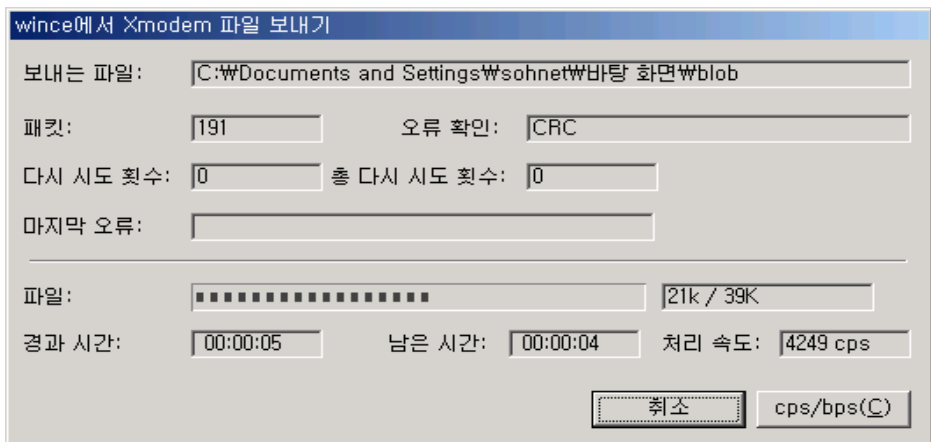 wince에서 Xmodem 파일 보내기
보내는 파일: C:₩Documents and Settings₩sohnet₩바탕 화면₩blob
패킷: 191 오류 확인: CRC
다시 시도 횟수: 0 총 다시 시도 횟수: 0
마지막 오류:
파일: 21k / 39K
경과 시간: 00:00:05 남은 시간: 00:00:04 처리 속도: 4249 cps
취소 cps/bps(C)